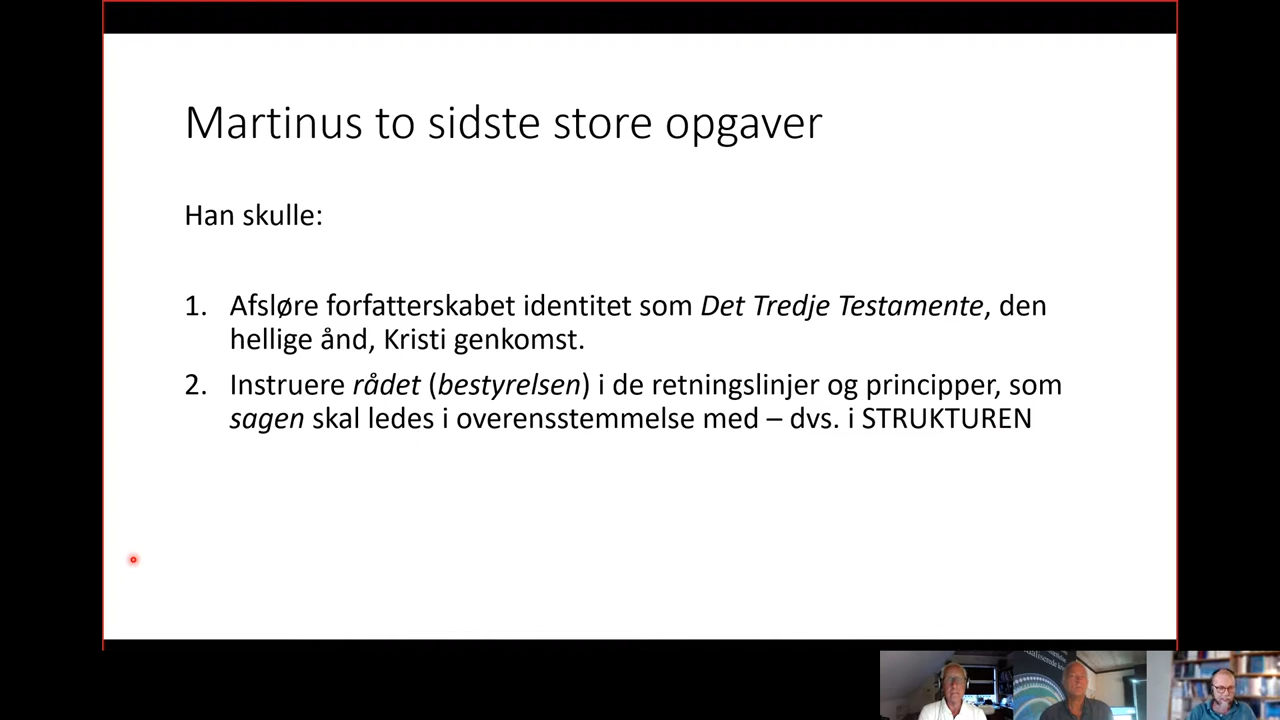 Martinus to sidste store opgaver
Han skulle:
1. Afsløre forfatterskabet identitet som Det Tredje Testamente, den
hellige ånd, Kristi genkomst.
2. Instruere rådet (bestyrelsen) i de retningslinjer og principper, som
sagen skal ledes i overensstemmelse med – dvs. i STRUKTUREN